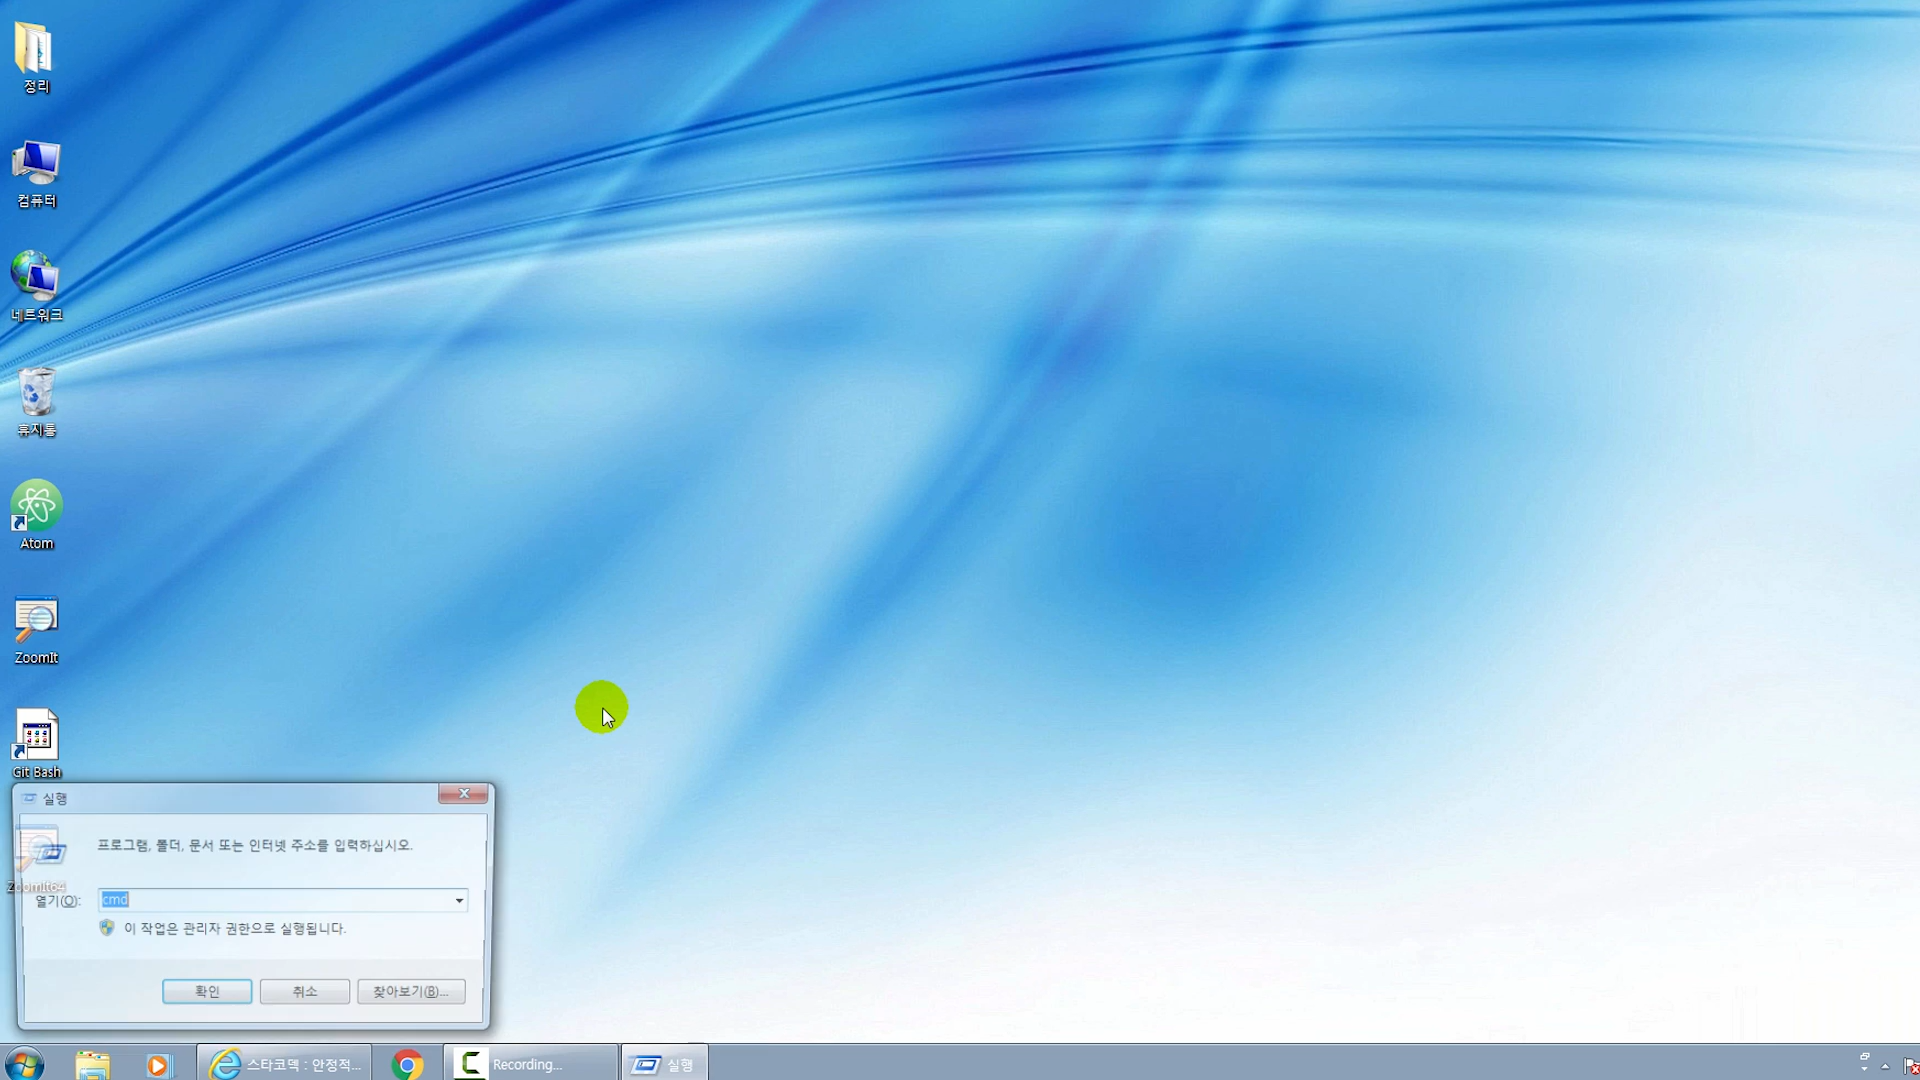 정리
컴퓨터
네트워크
휴지통
Atom
ZoomIt
Git Bash
ZoomIt64
실행
프로그램, 폴더, 문서 또는 인터넷 주소를 입력하십시오.
열기(O):
cmd
이 작업은 관리자 권한으로 실행됩니다.
확인
취소
찾아보기(B)...
스타코덱 : 안정적...
Recording...
실행